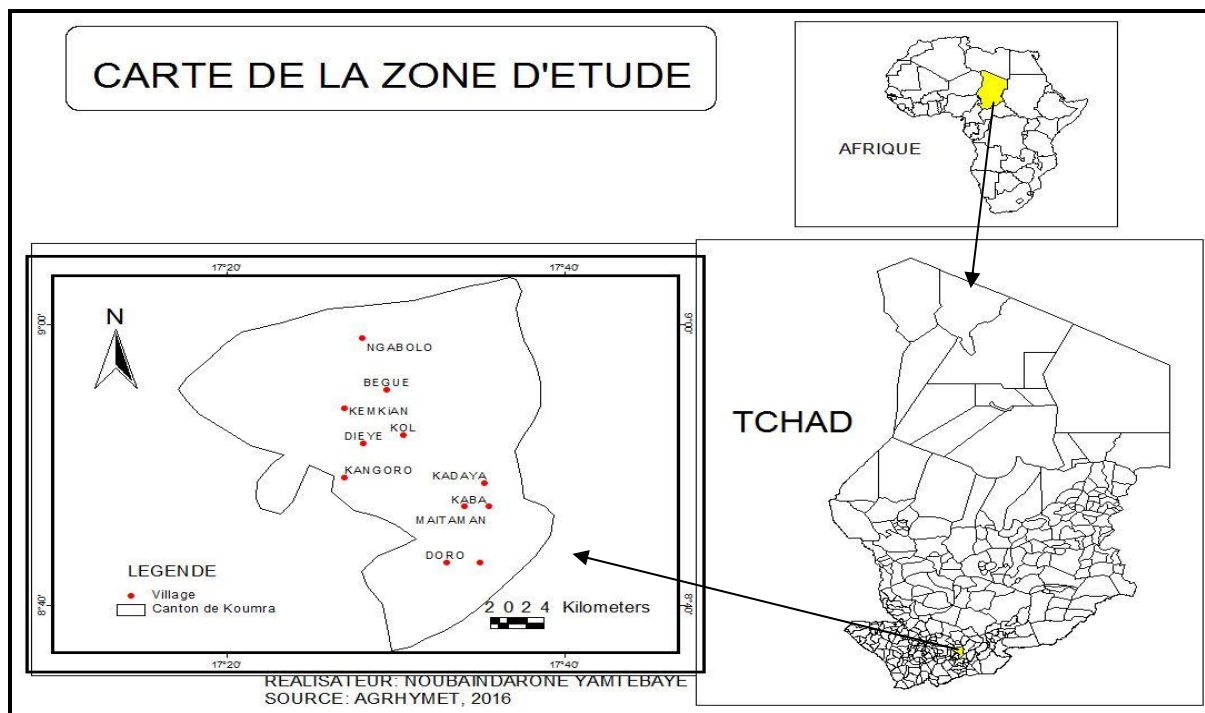 CARTE DE LA ZONE D'ETUDE
AFRIQUE
TCHAD
17°20'
17°40'
9°00'
9°00'
N
NGABOLO
BEGUE
KEMKiAN
KOL
DIEYE
KANGORO
KADAYA
KABA
MAITAMAN
DORO
LEGENDE
Village
Canton de Koumra
2 0 2 4 Kilometers
8°40'
8°40'
17°20'
17°40'
REALISATEUR: NOUBAINDARONE YAMTEBAYE
SOURCE: AGRHYMET, 2016